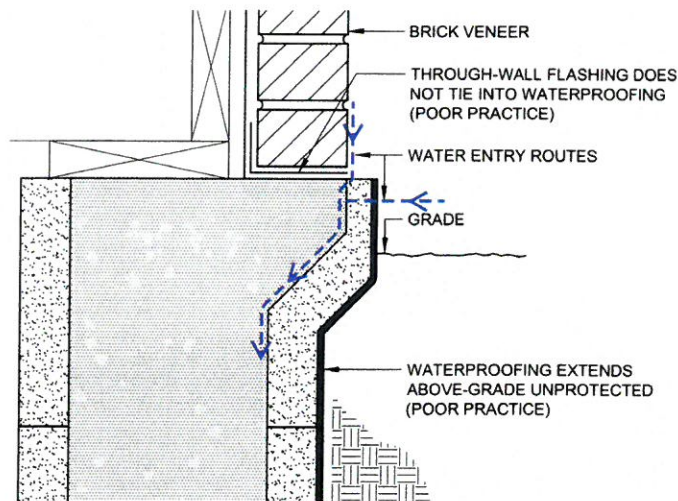 BRICK VENEER
THROUGH-WALL FLASHING DOES
NOT TIE INTO WATERPROOFING
(POOR PRACTICE)
WATER ENTRY ROUTES
GRADE
WATERPROOFING EXTENDS
ABOVE-GRADE UNPROTECTED
(POOR PRACTICE)